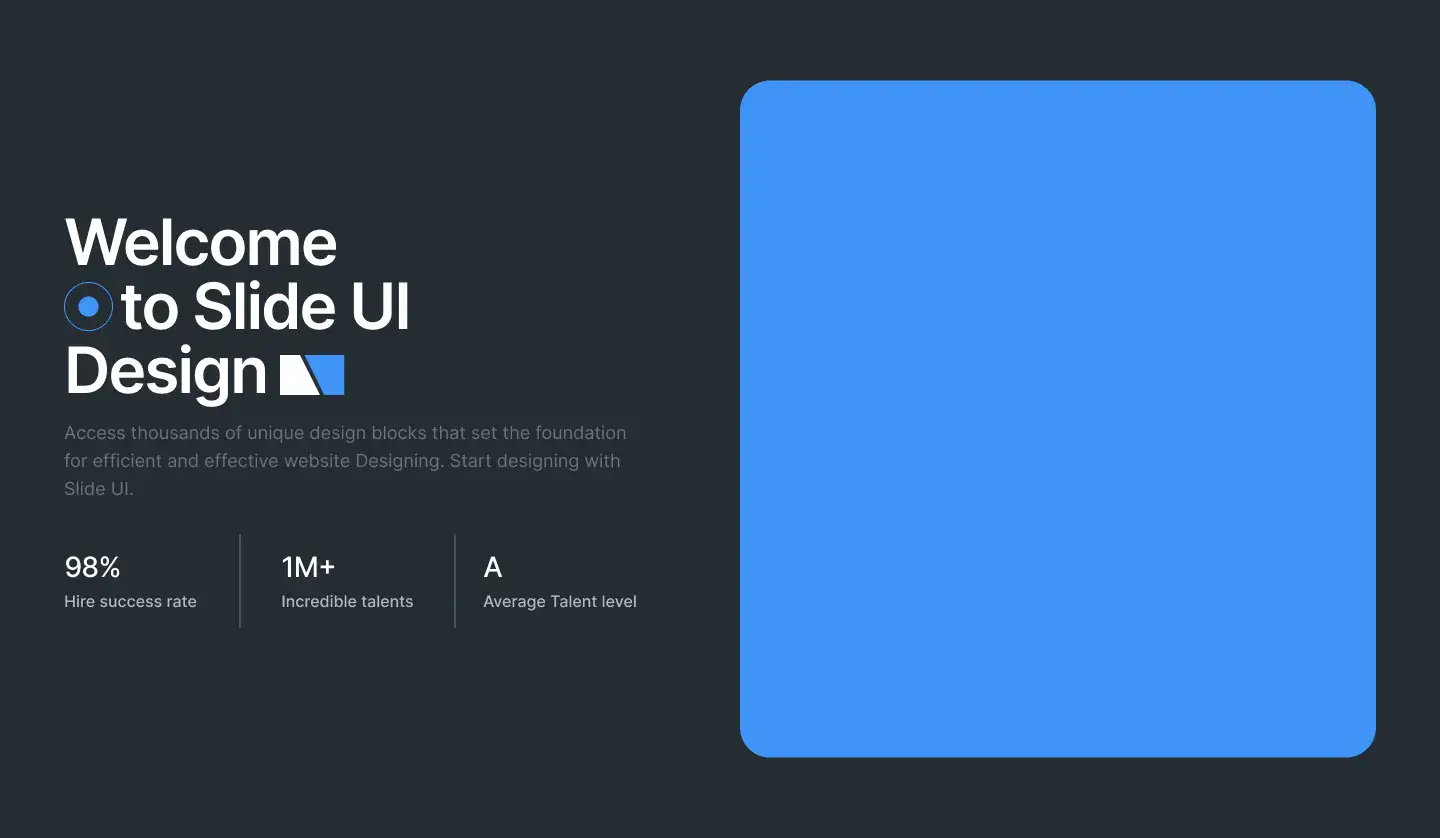 Welcome
to Slide UI
Design
Access thousands of unique design blocks that set the foundation
for efficient and effective website Designing. Start designing with
Slide UI.
98%
Hire success rate
1M+
Incredible talents
A
Average Talent level